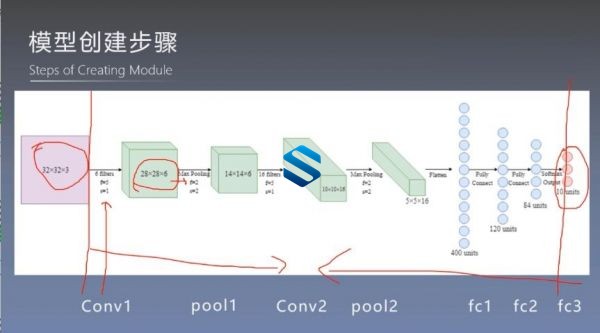 模型创建步骤
Steps of Creating Module
32×32×3
6 filters
f=5
s=1
28×28×6
Max Pooling
f=2
s=2
14×14×6
16 filters
f=5
s=1
10×10×16
Max Pooling
f=2
s=2
5×5×16
Flatten
400 units
Fully
Connect
120 units
Fully
Connect
84 units
Softmax
Output
10 units
Conv1 pool1 Conv2 pool2 fc1 fc2 fc3